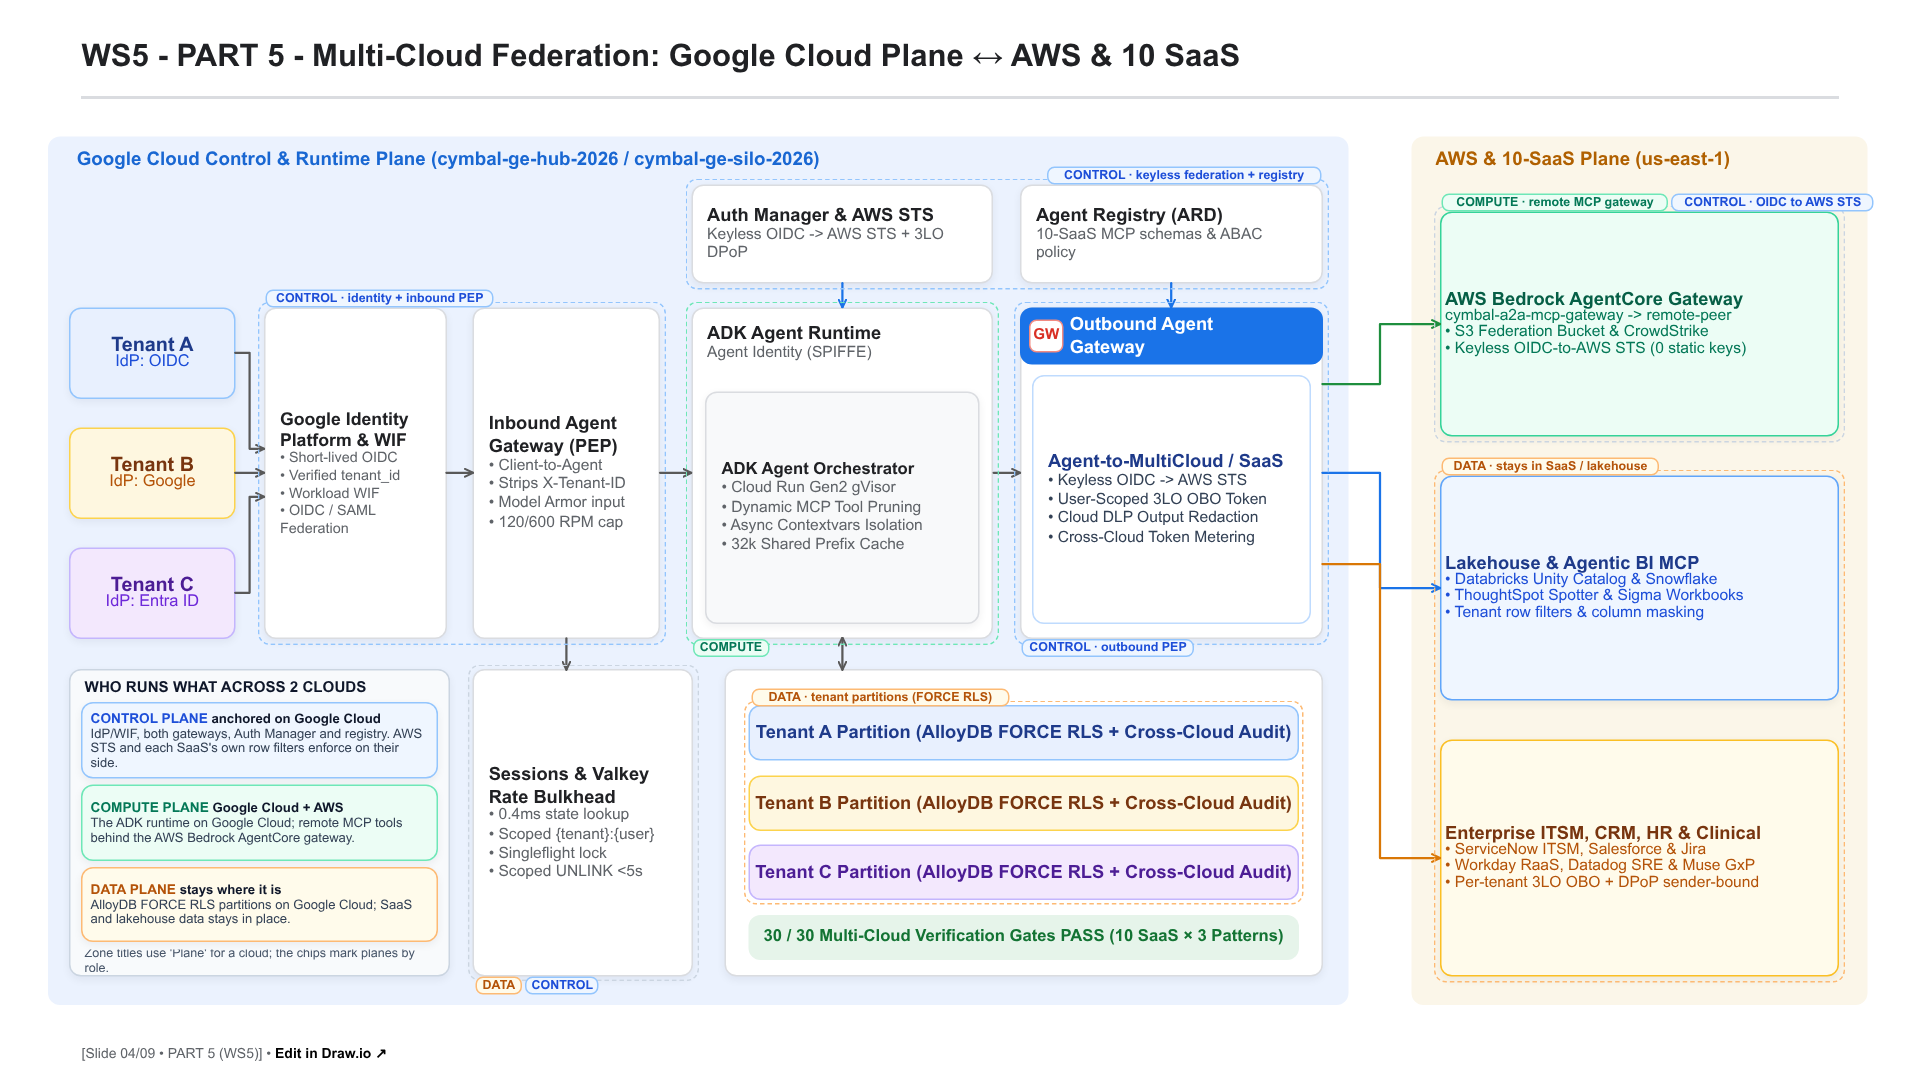 WS5 - PART 5 - Multi-Cloud Federation: Google Cloud Plane ↔ AWS & 10 SaaS
Google Cloud Control & Runtime Plane (cymbal-ge-hub-2026 / cymbal-ge-silo-2026)
CONTROL · keyless federation + registry
Auth Manager & AWS STS
Keyless OIDC -> AWS STS + 3LO
DPoP
Agent Registry (ARD)
10-SaaS MCP schemas & ABAC
policy
Tenant A
IdP: OIDC
Tenant B
IdP: Google
Tenant C
IdP: Entra ID
CONTROL · identity + inbound PEP
Google Identity
Platform & WIF
• Short-lived OIDC
• Verified tenant_id
• Workload WIF
• OIDC / SAML
Federation
Inbound Agent
Gateway (PEP)
• Client-to-Agent
• Strips X-Tenant-ID
• Model Armor input
• 120/600 RPM cap
ADK Agent Runtime
Agent Identity (SPIFFE)
ADK Agent Orchestrator
• Cloud Run Gen2 gVisor
• Dynamic MCP Tool Pruning
• Async Contextvars Isolation
• 32k Shared Prefix Cache
COMPUTE
GW
Outbound Agent
Gateway
Agent-to-MultiCloud / SaaS
• Keyless OIDC -> AWS STS
• User-Scoped 3LO OBO Token
• Cloud DLP Output Redaction
• Cross-Cloud Token Metering
CONTROL · outbound PEP
WHO RUNS WHAT ACROSS 2 CLOUDS
CONTROL PLANE anchored on Google Cloud
IdP/WIF, both gateways, Auth Manager and registry. AWS
STS and each SaaS's own row filters enforce on their
side.
COMPUTE PLANE Google Cloud + AWS
The ADK runtime on Google Cloud; remote MCP tools
behind the AWS Bedrock AgentCore gateway.
DATA PLANE stays where it is
AlloyDB FORCE RLS partitions on Google Cloud; SaaS
and lakehouse data stays in place.
Zone titles use 'Plane' for a cloud; the chips mark planes by
role.
Sessions & Valkey
Rate Bulkhead
• 0.4ms state lookup
• Scoped {tenant}:{user}
• Singleflight lock
• Scoped UNLINK <5s
DATA
CONTROL
DATA · tenant partitions (FORCE RLS)
Tenant A Partition (AlloyDB FORCE RLS + Cross-Cloud Audit)
Tenant B Partition (AlloyDB FORCE RLS + Cross-Cloud Audit)
Tenant C Partition (AlloyDB FORCE RLS + Cross-Cloud Audit)
30 / 30 Multi-Cloud Verification Gates PASS (10 SaaS × 3 Patterns)
AWS & 10-SaaS Plane (us-east-1)
COMPUTE · remote MCP gateway
CONTROL · OIDC to AWS STS
AWS Bedrock AgentCore Gateway
cymbal-a2a-mcp-gateway -> remote-peer
• S3 Federation Bucket & CrowdStrike
• Keyless OIDC-to-AWS STS (0 static keys)
DATA · stays in SaaS / lakehouse
Lakehouse & Agentic BI MCP
• Databricks Unity Catalog & Snowflake
• ThoughtSpot Spotter & Sigma Workbooks
• Tenant row filters & column masking
Enterprise ITSM, CRM, HR & Clinical
• ServiceNow ITSM, Salesforce & Jira
• Workday RaaS, Datadog SRE & Muse GxP
• Per-tenant 3LO OBO + DPoP sender-bound
[Slide 04/09 • PART 5 (WS5)] • Edit in Draw.io ↗